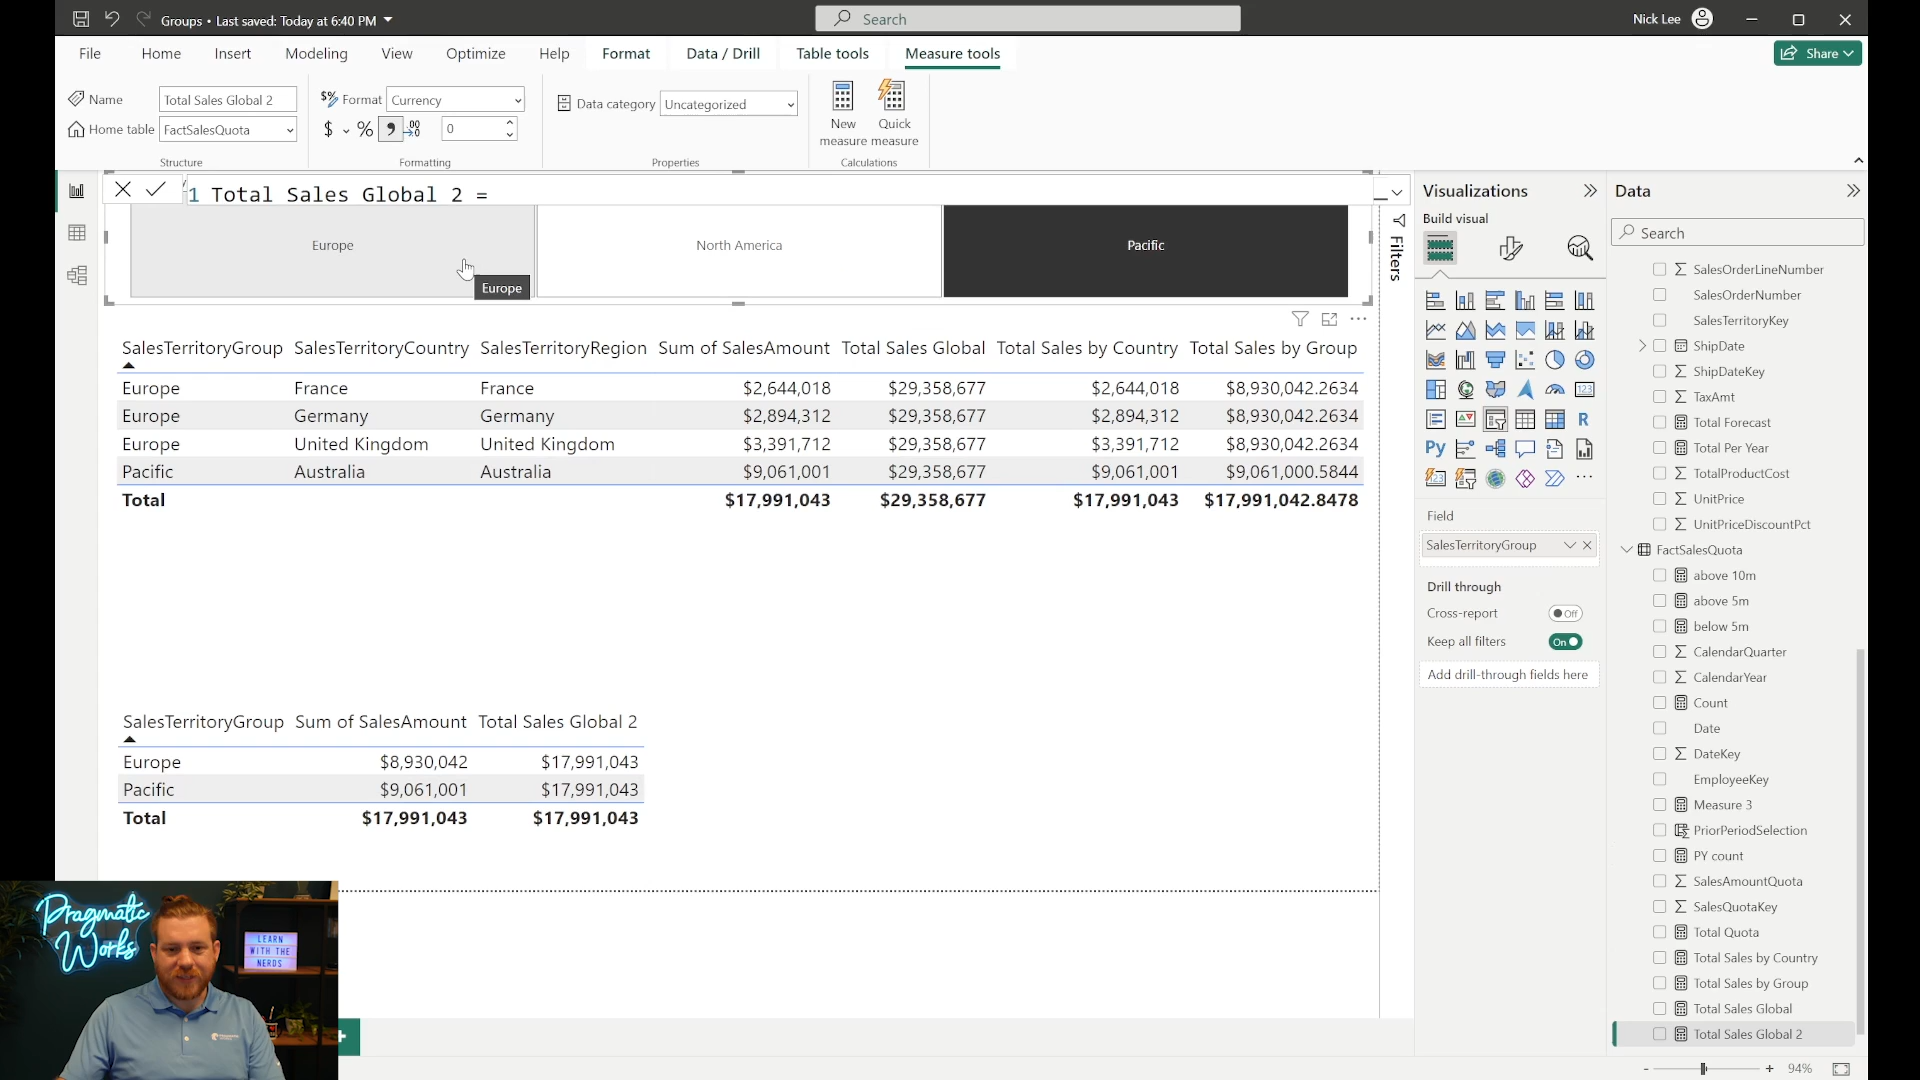 Groups • Last saved: Today at 6:40 PM
Search
Nick Lee
File Home Insert Modeling View Optimize Help Format Data / Drill Table tools Measure tools
Share
Name Total Sales Global 2
Home table FactSalesQuota
Structure
Format Currency
$ % , .00 0
Formatting
Data category Uncategorized
Properties
New measure
Quick measure
Calculations
1 Total Sales Global 2 =
Europe North America Pacific
Europe
SalesTerritoryGroup SalesTerritoryCountry SalesTerritoryRegion Sum of SalesAmount Total Sales Global Total Sales by Country Total Sales by Group
Europe France France $2,644,018 $29,358,677 $2,644,018 $8,930,042.2634
Europe Germany Germany $2,894,312 $29,358,677 $2,894,312 $8,930,042.2634
Europe United Kingdom United Kingdom $3,391,712 $29,358,677 $3,391,712 $8,930,042.2634
Pacific Australia Australia $9,061,001 $29,358,677 $9,061,001 $9,061,000.5844
Total $17,991,043 $29,358,677 $17,991,043 $17,991,042.8478
SalesTerritoryGroup Sum of SalesAmount Total Sales Global 2
Europe $8,930,042 $17,991,043
Pacific $9,061,001 $17,991,043
Total $17,991,043 $17,991,043
Pragmatic
Works
LEARN
WITH THE
NERDS
Filters
Visualizations
Build visual
123
R
Py
Field
SalesTerritoryGroup
Drill through
Cross-report Off
Keep all filters On
Add drill-through fields here
Data
Search
SalesOrderLineNumber
SalesOrderNumber
SalesTerritoryKey
ShipDate
ShipDateKey
TaxAmt
Total Forecast
Total Per Year
TotalProductCost
UnitPrice
UnitPriceDiscountPct
FactSalesQuota
above 10m
above 5m
below 5m
CalendarQuarter
CalendarYear
Count
Date
DateKey
EmployeeKey
Measure 3
PriorPeriodSelection
PY count
SalesAmountQuota
SalesQuotaKey
Total Quota
Total Sales by Country
Total Sales by Group
Total Sales Global
Total Sales Global 2
- + 94%